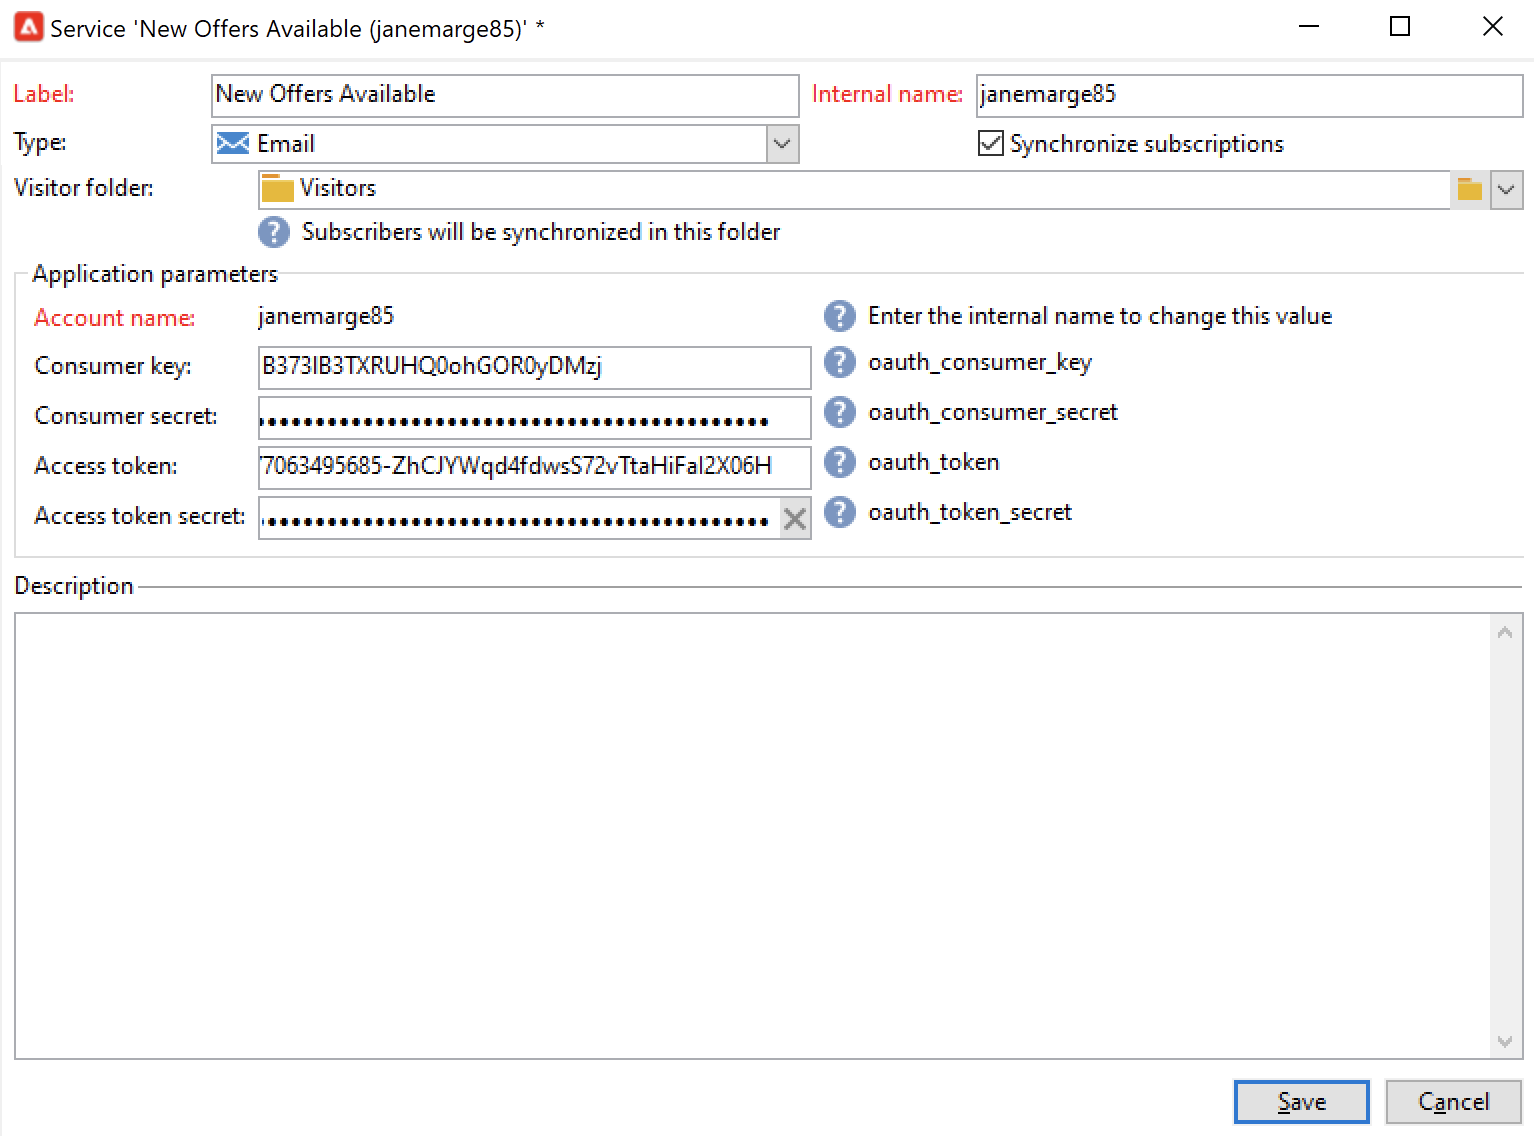 Service 'New Offers Available (janemarge85)' *
Label: New Offers Available Internal name: janemarge85
Type: Email Synchronize subscriptions
Visitor folder: Visitors
Subscribers will be synchronized in this folder
Application parameters
Account name: janemarge85 Enter the internal name to change this value
Consumer key: B373IB3TXRUHQ0ohGOR0yDMzj oauth_consumer_key
Consumer secret: oauth_consumer_secret
Access token: 77063495685-ZhCJYWqd4fdwsS72vTtaHiFal2X06H oauth_token
Access token secret: oauth_token_secret
Description
Save Cancel